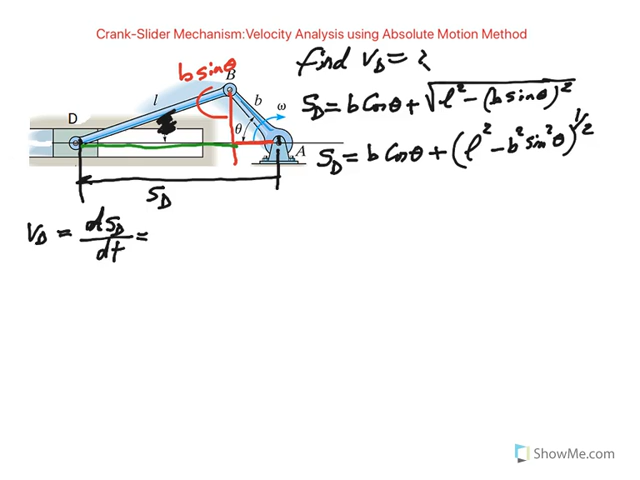 Crank-Slider Mechanism:Velocity Analysis using Absolute Motion Method
b sinθ
Find V_D = ?
S_D = b Cosθ + √(l² - (b sinθ)²)
S_D = b Cosθ + (l² - b² sin²θ)^1/2
B
l
b
ω
D
θ
A
S_D
V_D = dS_D/dt =
ShowMe.com